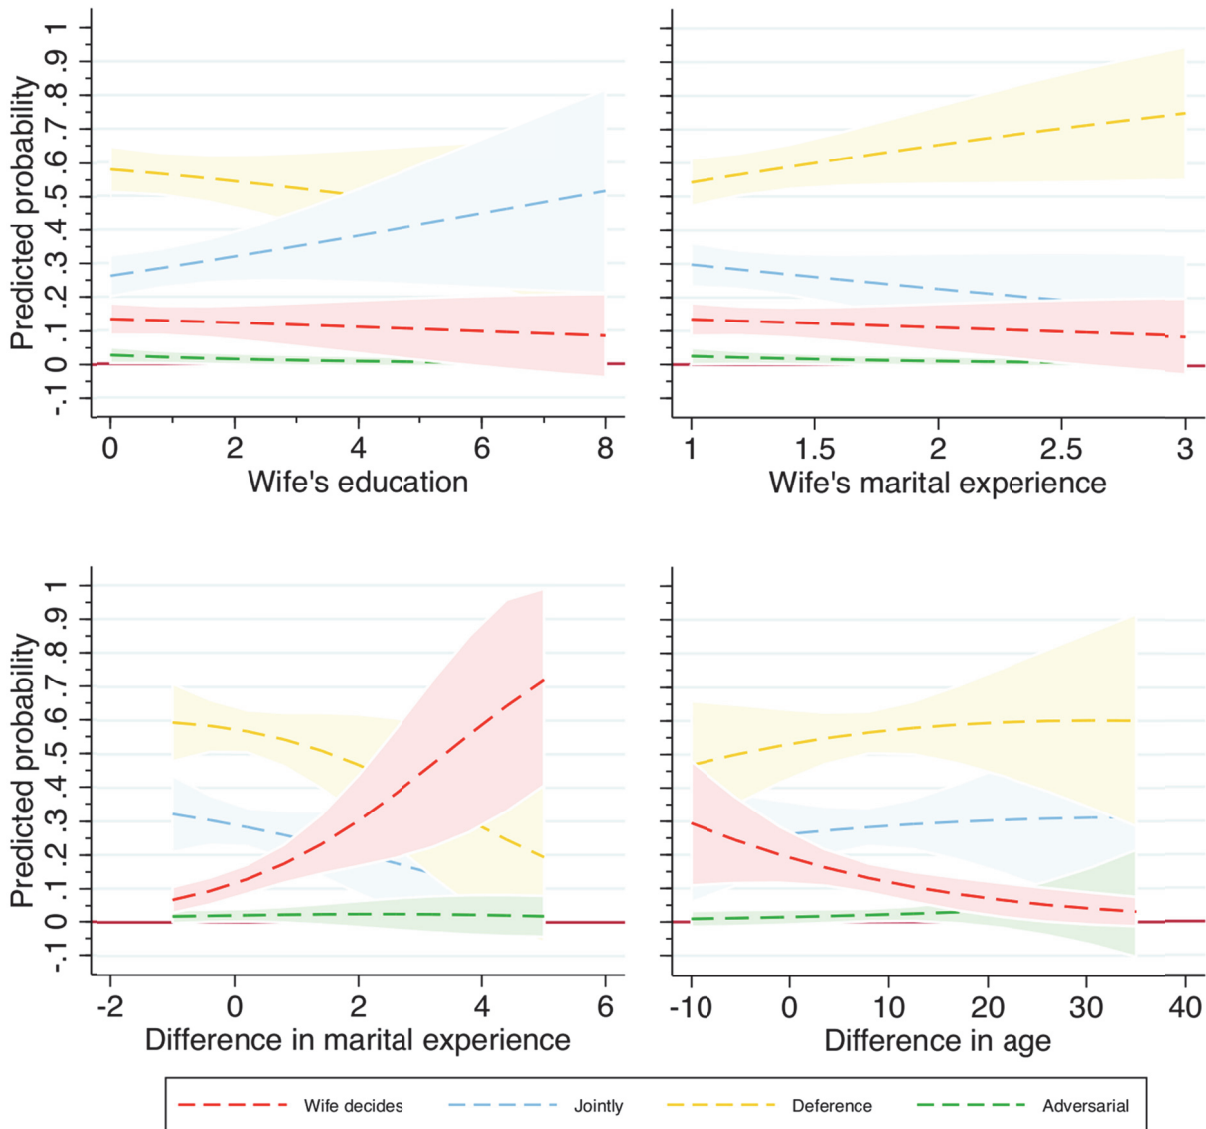 Predicted probability
-.1 0 .1 .2 .3 .4 .5 .6 .7 .8 .9 1
0 2 4 6 8
Wife's education
1 1.5 2 2.5 3
Wife's marital experience
Predicted probability
-.1 0 .1 .2 .3 .4 .5 .6 .7 .8 .9 1
-2 0 2 4 6
Difference in marital experience
-10 0 10 20 30 40
Difference in age
Wife decides Jointly Deference Adversarial